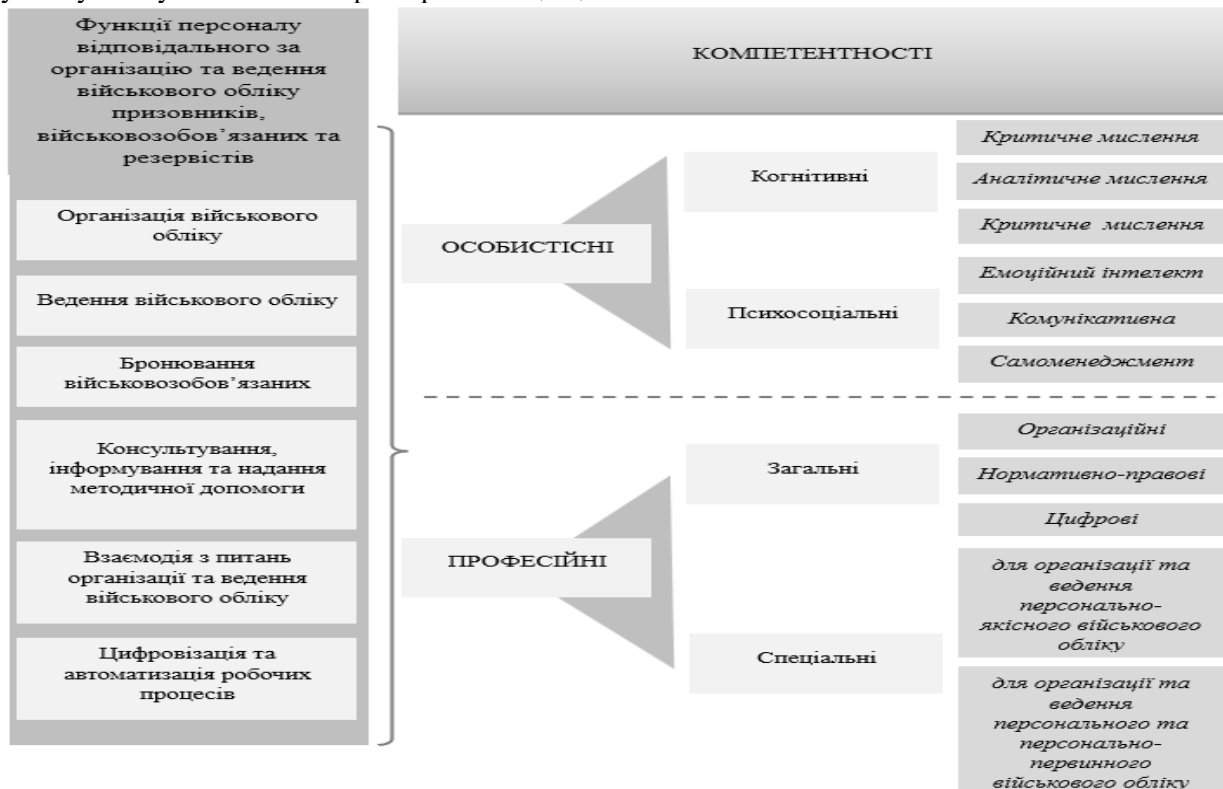 Функції персоналу
відповідального за
організацію та ведення
військового обліку
призовників,
військовозобов’язаних та
резервістів
Організація військового
обліку
Ведення військового обліку
Бронювання
військовозобов’язаних
Консультування,
інформування та надання
методичної допомоги
Взаємодія з питань
організації та ведення
військового обліку
Цифровізація та
автоматизація робочих
процесів
КОМПЕТЕНТНОСТІ
ОСОБИСТІСНІ
Когнітивні
Критичне мислення
Аналітичне мислення
Критичне мислення
Психосоціальні
Емоційний інтелект
Комунікативна
Самоменеджмент
ПРОФЕСІЙНІ
Загальні
Організаційні
Нормативно-правові
Цифрові
Спеціальні
для організації та
ведення
персонально-
якісного військового
обліку
для організації та
ведення
персонального та
персонально-
первинного
військового обліку